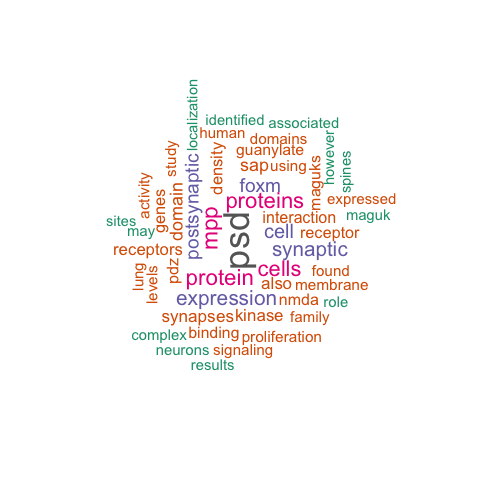 localization
identified
associated
human
domains
however
study
density
guanylate
spines
postsynaptic
sap
using
maguks
activity
genes
domain
foxm
proteins
expressed
maguk
sites
may
mpp
psd
interaction
cell
receptor
receptors
pdz
synaptic
lung
levels
protein
cells
found
also
membrane
expression
nmda
role
synapses
kinase
family
complex
binding
proliferation
neurons
signaling
results